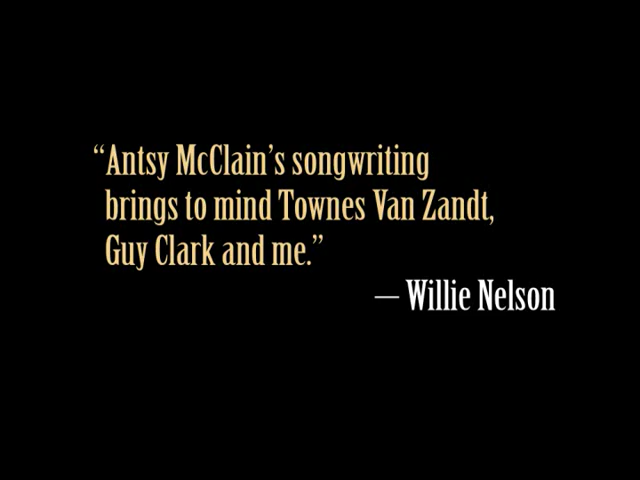 “Antsy McClain’s songwriting
brings to mind Townes Van Zandt,
Guy Clark and me.”
— Willie Nelson